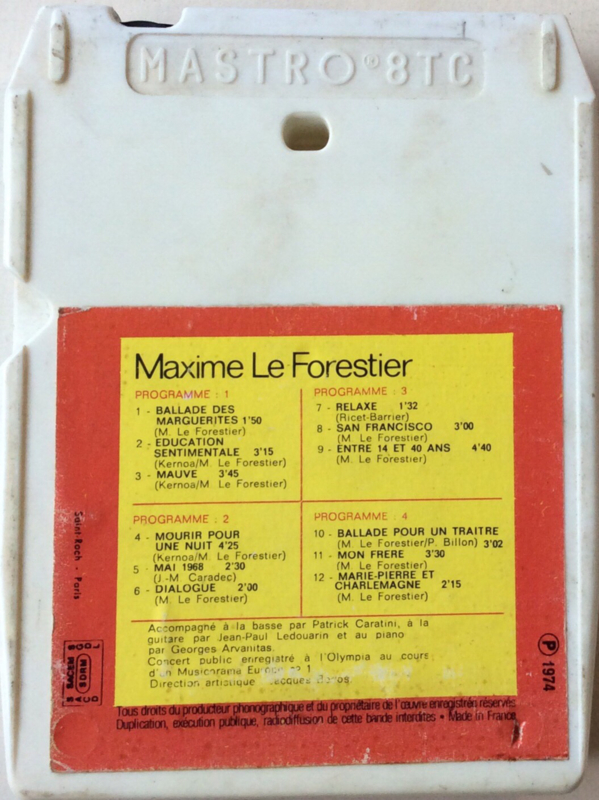 MASTRO® 8TC
Maxime Le Forestier
PROGRAMME : 1
1 - BALLADE DES
MARGUERITES 1'50
(M. Le Forestier)
2 - EDUCATION
SENTIMENTALE 3'15
(Kernoa/M. Le Forestier)
3 - MAUVE 3'45
(Kernoa/M. Le Forestier)
PROGRAMME : 2
4 - MOURIR POUR
UNE NUIT 4'25
(Kernoa/M. Le Forestier)
5 - MAI 1968 2'30
(J.-M. Caradec)
6 - DIALOGUE 2'00
(M. Le Forestier)
PROGRAMME : 3
7 - RELAXE 1'32
(Ricet-Barrier)
8 - SAN FRANCISCO 3'00
(M. Le Forestier)
9 - ENTRE 14 ET 40 ANS 4'40
(M. Le Forestier)
PROGRAMME : 4
10 - BALLADE POUR UN TRAITRE
(M. Le Forestier/P. Billon) 3'02
11 - MON FRERE 3'30
(M. Le Forestier)
12 - MARIE-PIERRE ET
CHARLEMAGNE 2'15
(M. Le Forestier)
Accompagné à la basse par Patrick Caratini, à la
guitare par Jean-Paul Ledouarin et au piano
par Georges Arvanitas.
Concert public enregistré à l'Olympia au cours
d'un Musicorama Europe nº 1
Direction artistique
Tous droits du producteur phonographique et du propriétaire de l'œuvre enregistrén réservés
Duplication, exécution publique, radiodiffusion de cette bande interdites • Made in France
Saint-Roch - Paris
SACEM
BDRM
℗ 1974